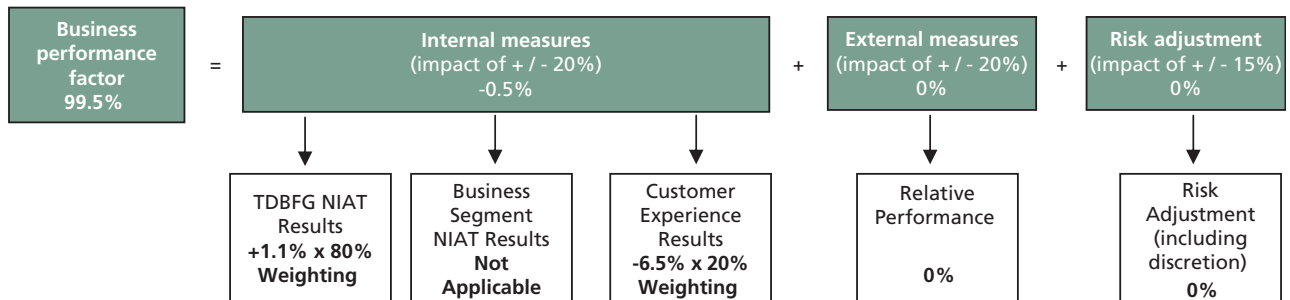 Business
performance
factor
99.5%
=
Internal measures
(impact of + / - 20%)
-0.5%
+
External measures
(impact of + / - 20%)
0%
+
Risk adjustment
(impact of + / - 15%)
0%
TDBFG NIAT
Results
+1.1% x 80%
Weighting
Business
Segment
NIAT Results
Not
Applicable
Customer
Experience
Results
-6.5% x 20%
Weighting
Relative
Performance
0%
Risk
Adjustment
(including
discretion)
0%